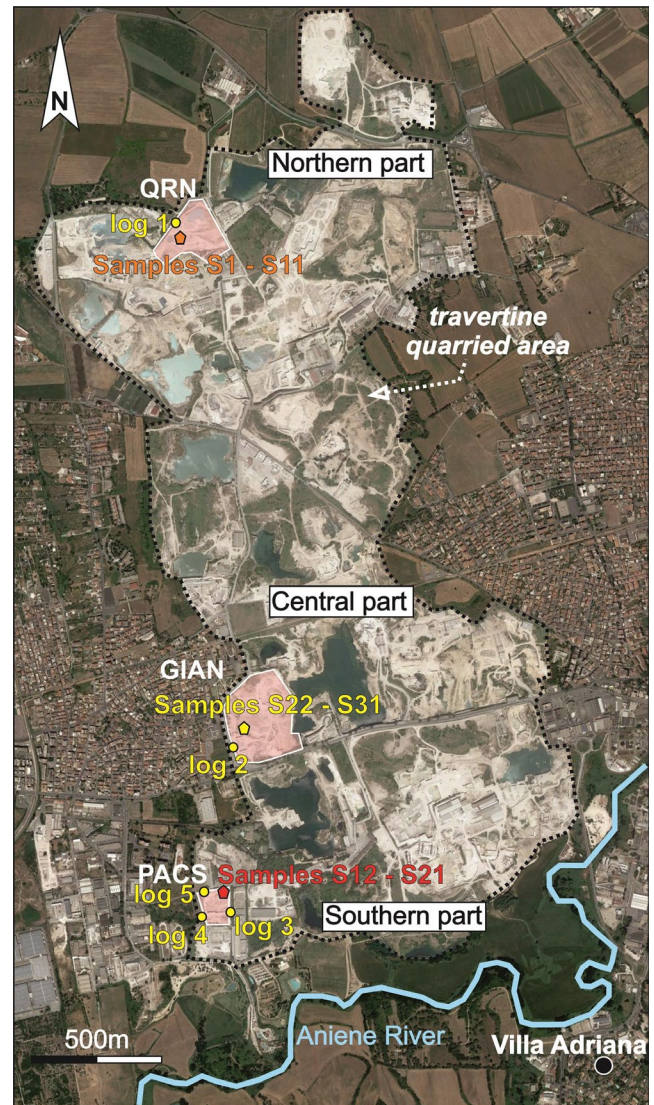 N
Northern part
QRN
log 1
Samples S1 - S11
travertine
quarried area
Central part
GIAN
Samples S22 - S31
log 2
PACS
Samples S12 - S21
log 5
log 4
log 3
Southern part
500m
Aniene River
Villa Adriana